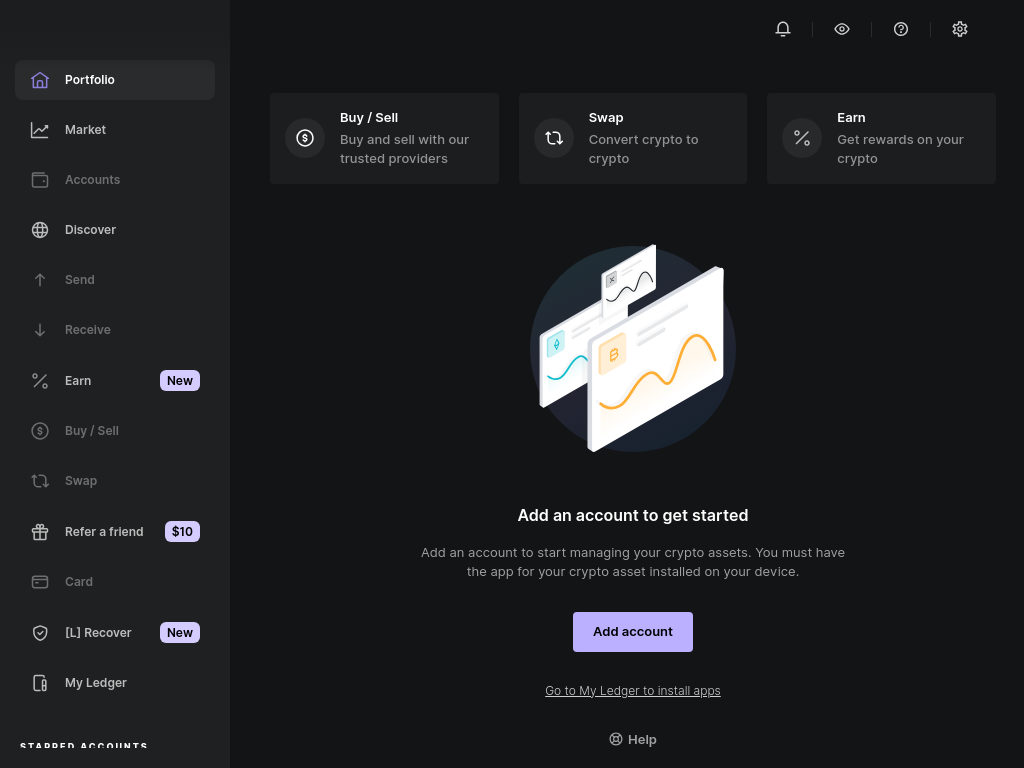 Portfolio
Market
Accounts
Discover
Send
Receive
Earn New
Buy / Sell
Swap
Refer a friend $10
Card
[L] Recover New
My Ledger
STARRED ACCOUNTS
Buy / Sell
Buy and sell with our
trusted providers
Swap
Convert crypto to
crypto
Earn
Get rewards on your
crypto
Add an account to get started
Add an account to start managing your crypto assets. You must have
the app for your crypto asset installed on your device.
Add account
Go to My Ledger to install apps
Help